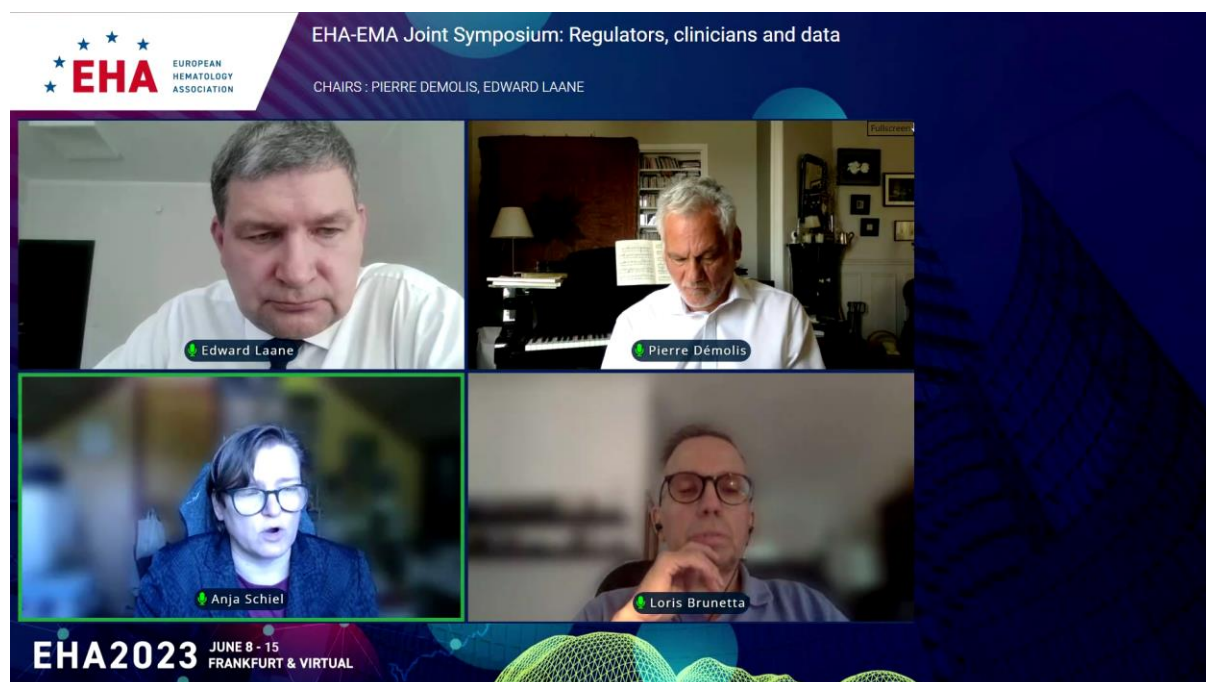 EHA
EUROPEAN
HEMATOLOGY
ASSOCIATION
EHA-EMA Joint Symposium: Regulators, clinicians and data
CHAIRS : PIERRE DEMOLIS, EDWARD LAANE
Fullscreen
Edward Laane
Pierre Démolis
Anja Schiel
Loris Brunetta
EHA2023
JUNE 8 - 15
FRANKFURT & VIRTUAL